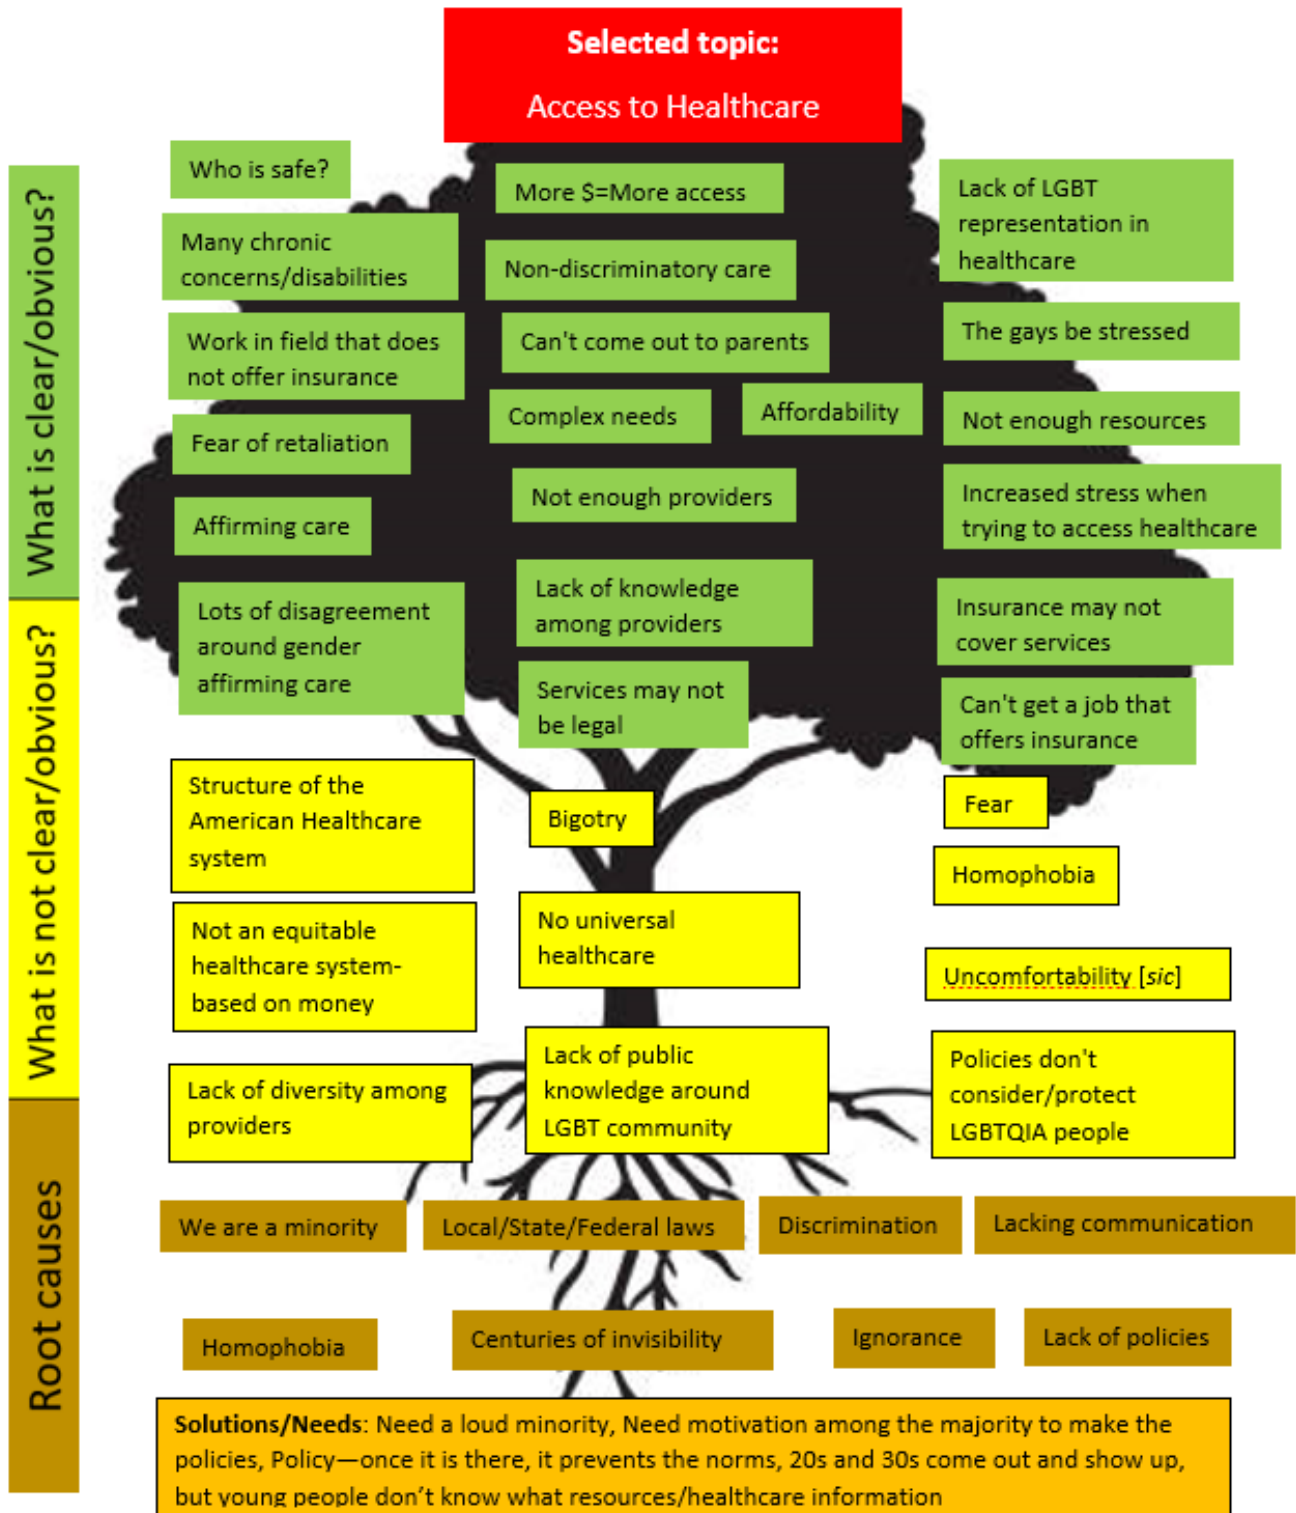 Selected topic:
Access to Healthcare
What is clear/obvious?
Who is safe?
Many chronic
concerns/disabilities
Work in field that does
not offer insurance
Fear of retaliation
Affirming care
Lots of disagreement
around gender
affirming care
More $=More access
Non-discriminatory care
Can't come out to parents
Complex needs
Affordability
Not enough providers
Lack of knowledge
among providers
Services may not
be legal
Lack of LGBT
representation in
healthcare
The gays be stressed
Not enough resources
Increased stress when
trying to access healthcare
Insurance may not
cover services
Can't get a job that
offers insurance
What is not clear/obvious?
Structure of the
American Healthcare
system
Not an equitable
healthcare system-
based on money
Lack of diversity among
providers
Bigotry
No universal
healthcare
Lack of public
knowledge around
LGBT community
Fear
Homophobia
Uncomfortability [sic]
Policies don't
consider/protect
LGBTQIA people
Root causes
We are a minority
Local/State/Federal laws
Discrimination
Lacking communication
Homophobia
Centuries of invisibility
Ignorance
Lack of policies
Solutions/Needs: Need a loud minority, Need motivation among the majority to make the
policies, Policy—once it is there, it prevents the norms, 20s and 30s come out and show up,
but young people don't know what resources/healthcare information